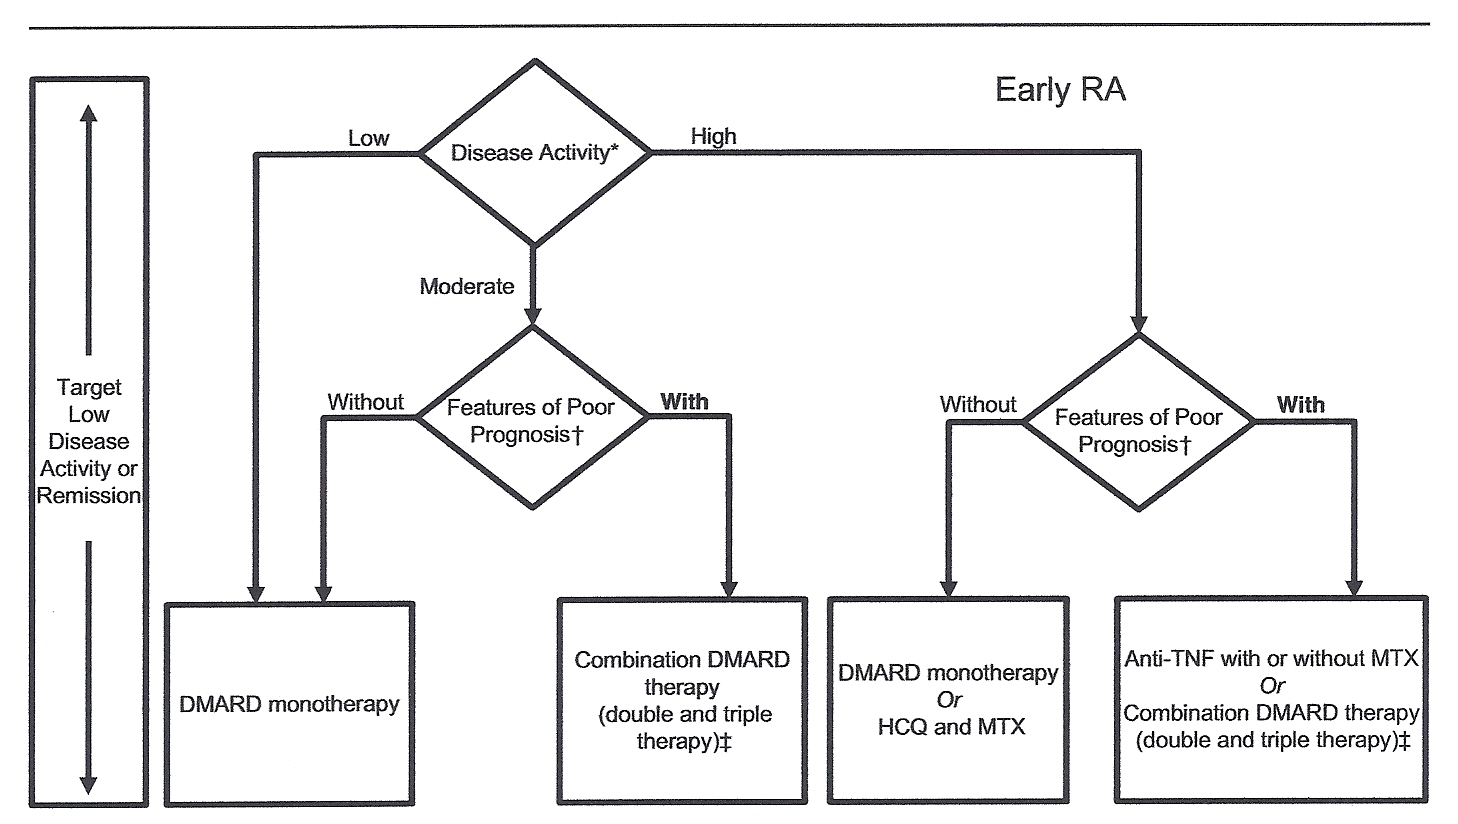 Early RA
Low
Disease Activity*
High
Moderate
Target
Low
Disease
Activity or
Remission
Without
Features of Poor
Prognosis†
With
Without
Features of Poor
Prognosis†
With
DMARD monotherapy
Combination DMARD
therapy
(double and triple
therapy)‡
DMARD monotherapy
Or
HCQ and MTX
Anti-TNF with or without MTX
Or
Combination DMARD therapy
(double and triple therapy)‡